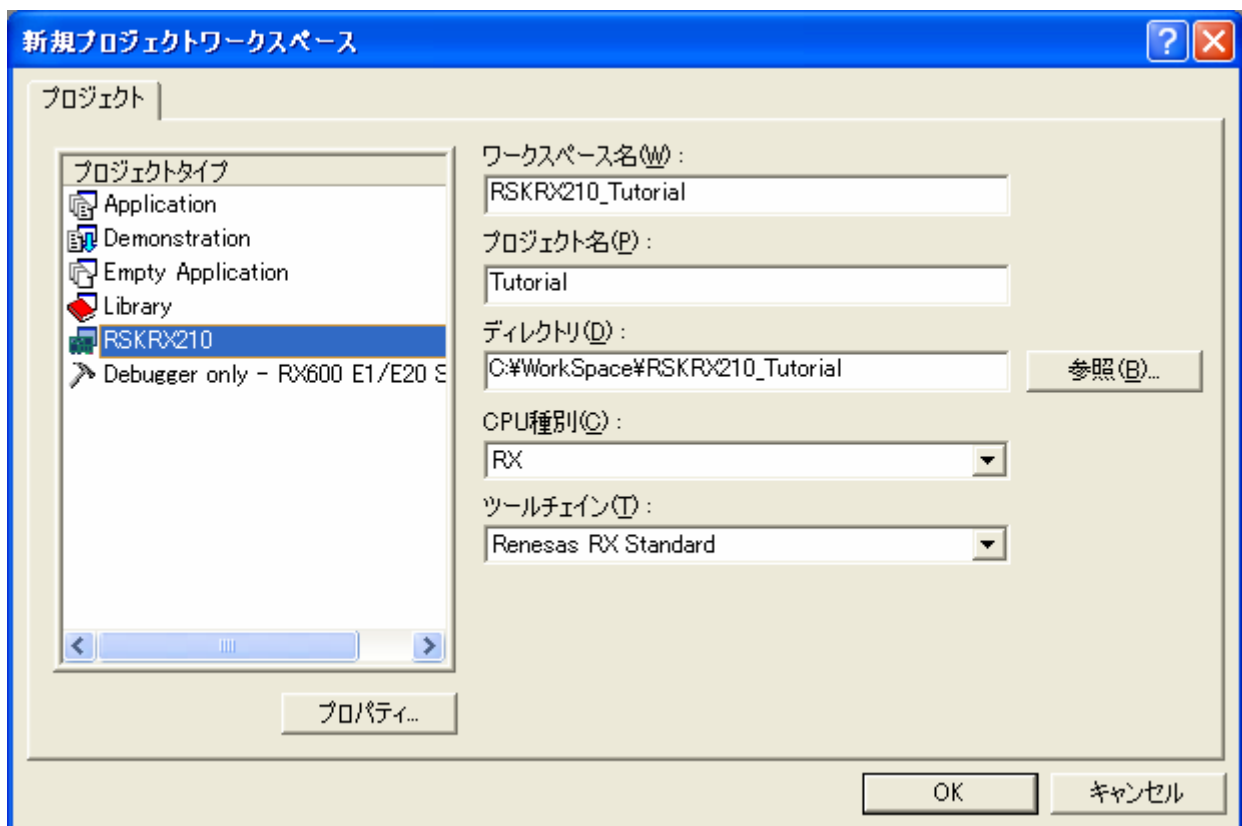 新規プロジェクトワークスペース
プロジェクト
プロジェクトタイプ
Application
Demonstration
Empty Application
Library
RSKRX210
Debugger only - RX600 E1/E20 S
プロパティ...
ワークスペース名(W) :
RSKRX210_Tutorial
プロジェクト名(P) :
Tutorial
ディレクトリ(D) :
C:¥WorkSpace¥RSKRX210_Tutorial
参照(B)...
CPU種別(C) :
RX
ツールチェイン(T) :
Renesas RX Standard
OK
キャンセル